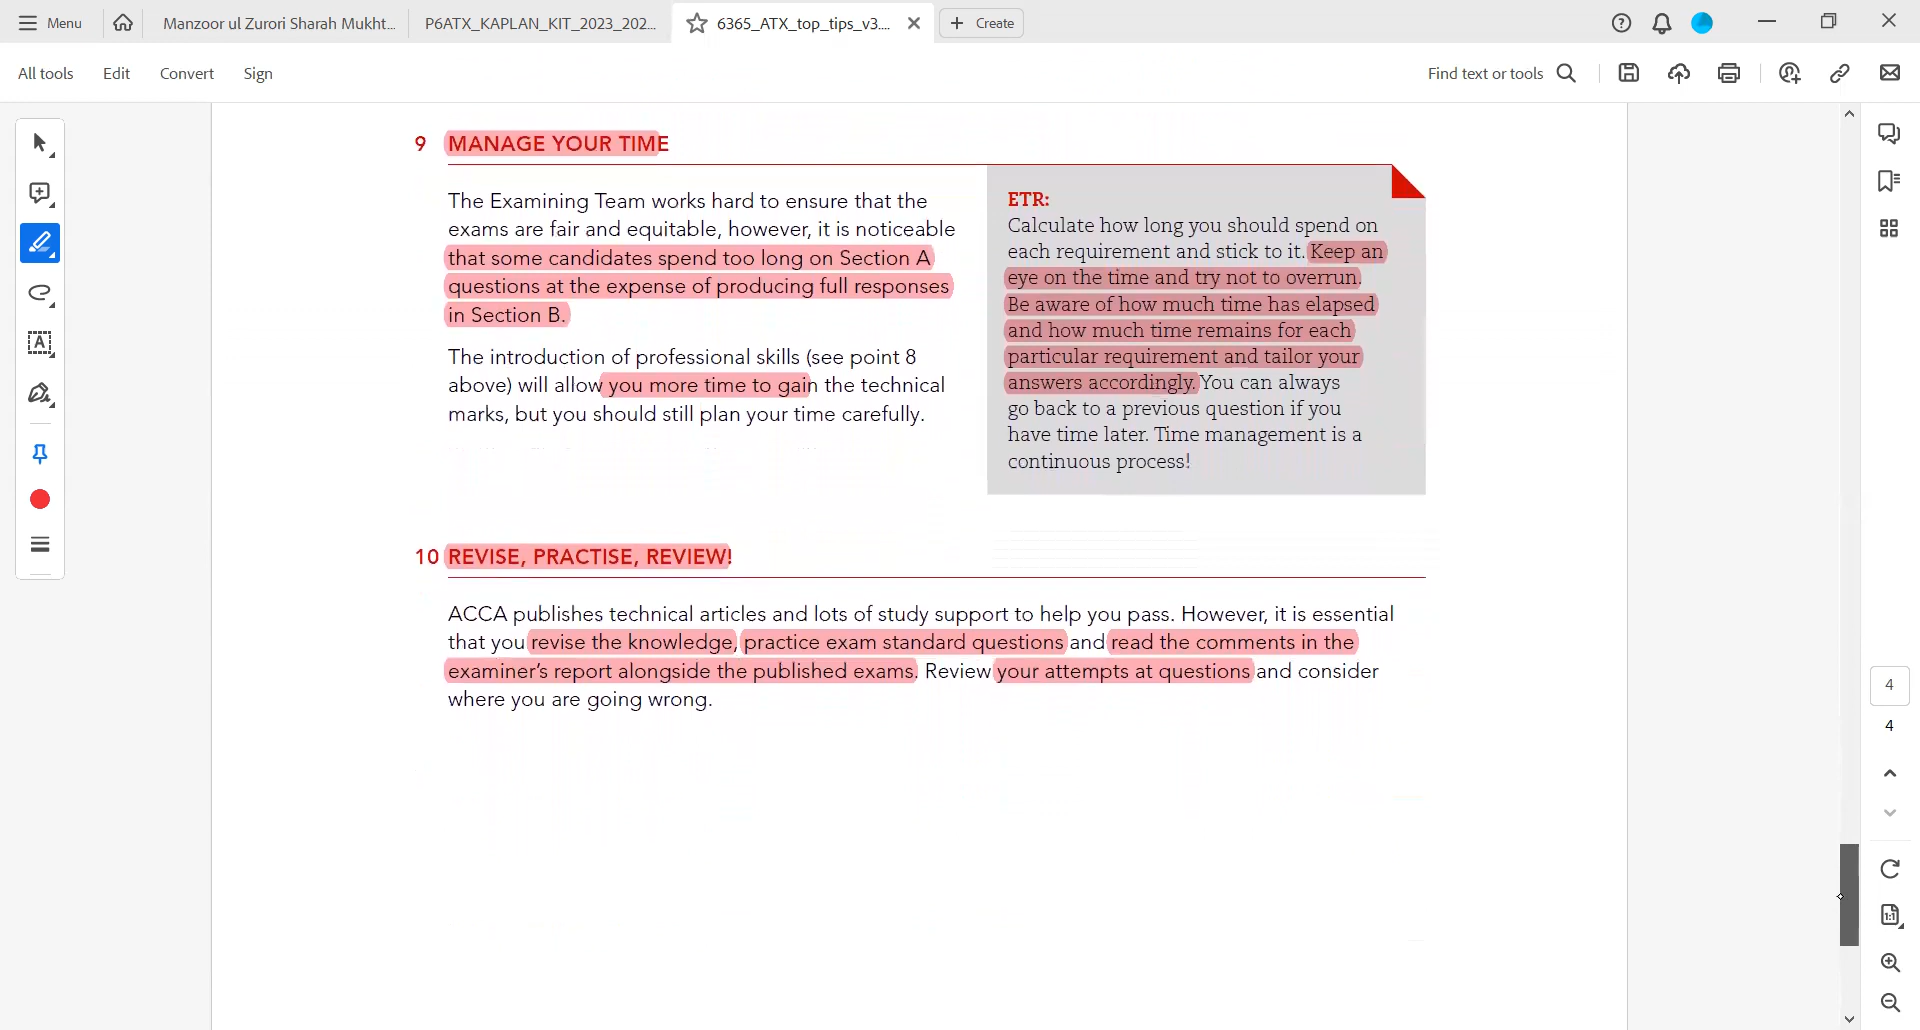 Menu
Manzoor ul Zurori Sharah Mukht...
P6ATX_KAPLAN_KIT_2023_202...
6365_ATX_top_tips_v3....
Create
All tools
Edit
Convert
Sign
Find text or tools
9 MANAGE YOUR TIME
The Examining Team works hard to ensure that the
exams are fair and equitable, however, it is noticeable
that some candidates spend too long on Section A
questions at the expense of producing full responses
in Section B.
The introduction of professional skills (see point 8
above) will allow you more time to gain the technical
marks, but you should still plan your time carefully.
ETR:
Calculate how long you should spend on
each requirement and stick to it. Keep an
eye on the time and try not to overrun.
Be aware of how much time has elapsed
and how much time remains for each
particular requirement and tailor your
answers accordingly. You can always
go back to a previous question if you
have time later. Time management is a
continuous process!
10 REVISE, PRACTISE, REVIEW!
ACCA publishes technical articles and lots of study support to help you pass. However, it is essential
that you revise the knowledge, practice exam standard questions and read the comments in the
examiner's report alongside the published exams. Review your attempts at questions and consider
where you are going wrong.
4
4